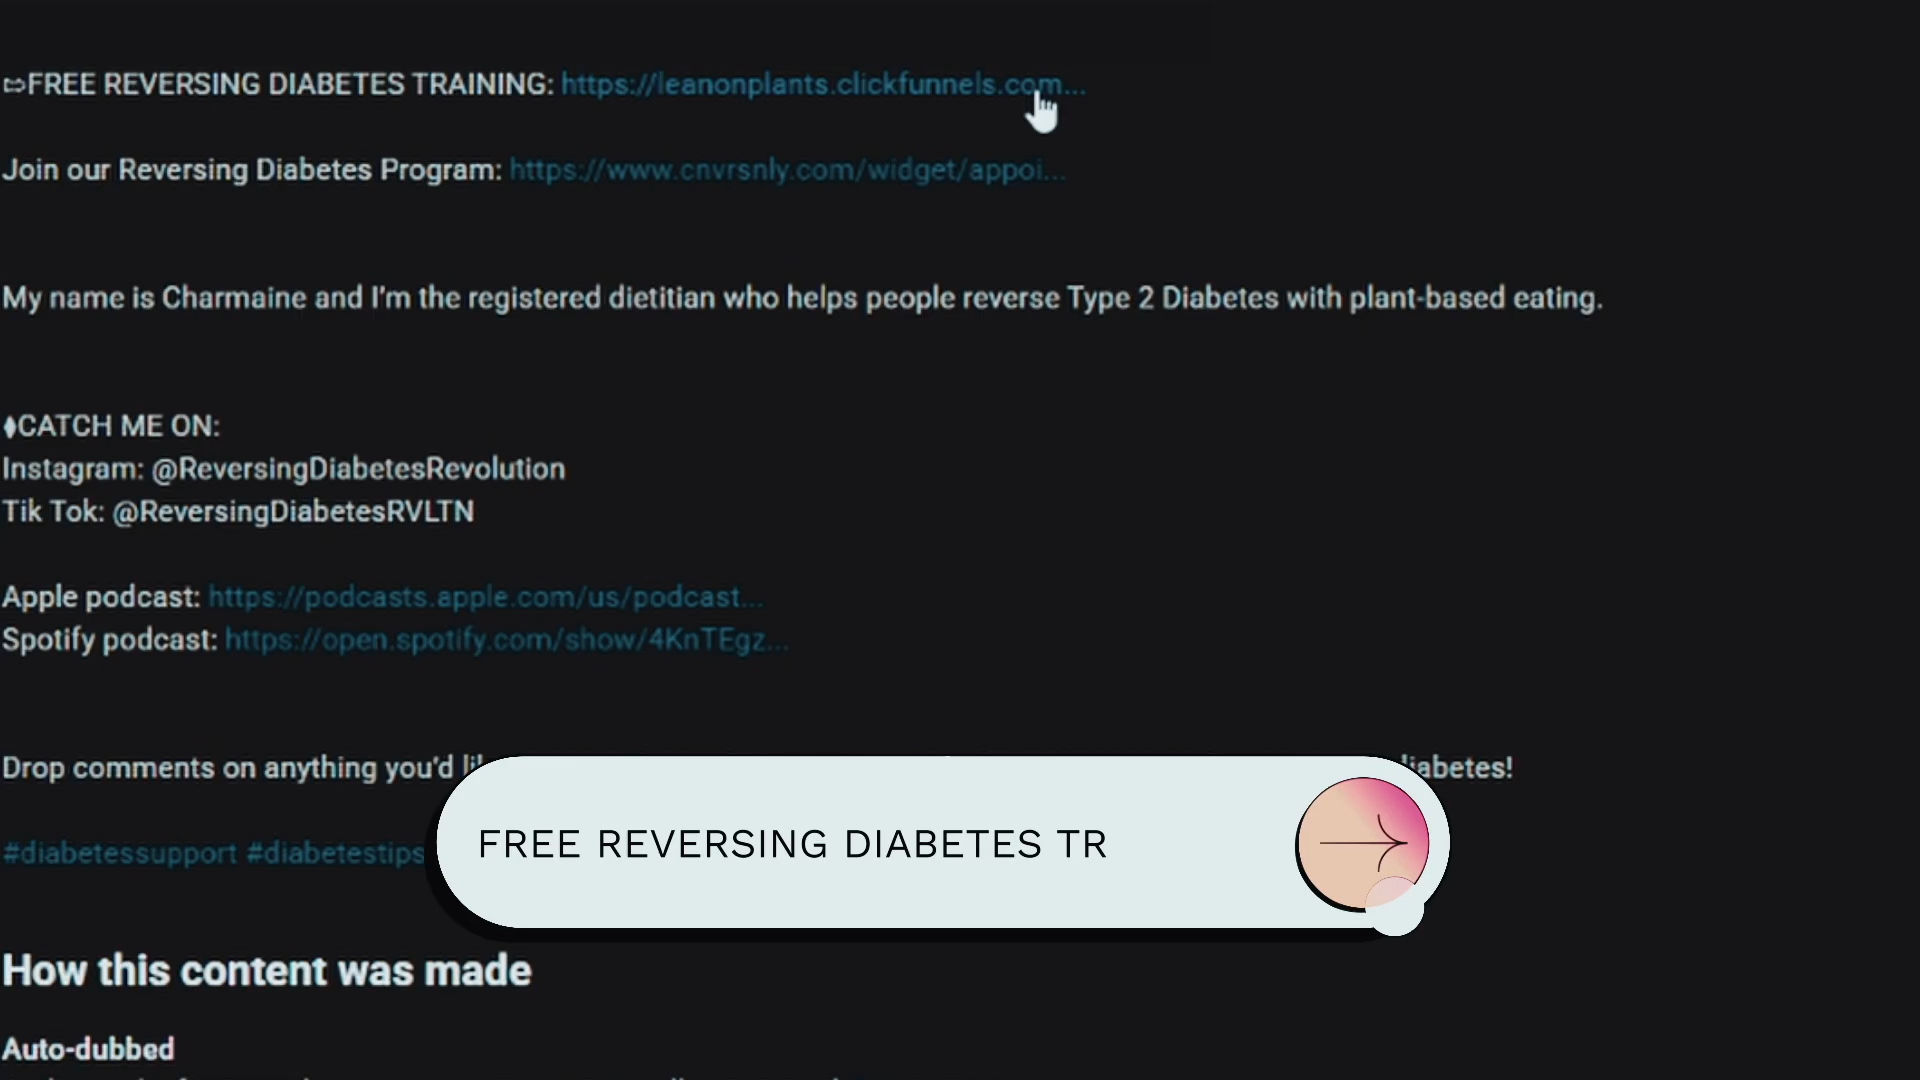 ⇨FREE REVERSING DIABETES TRAINING: https://leanonplants.clickfunnels.com...
Join our Reversing Diabetes Program: https://www.cnvrsnly.com/widget/appoi...
My name is Charmaine and I'm the registered dietitian who helps people reverse Type 2 Diabetes with plant-based eating.
♦CATCH ME ON:
Instagram: @ReversingDiabetesRevolution
Tik Tok: @ReversingDiabetesRVLTN
Apple podcast: https://podcasts.apple.com/us/podcast...
Spotify podcast: https://open.spotify.com/show/4KnTEgz...
Drop comments on anything you'd diabetes!
FREE REVERSING DIABETES TR
#diabetessupport #diabetestips
How this content was made
Auto-dubbed